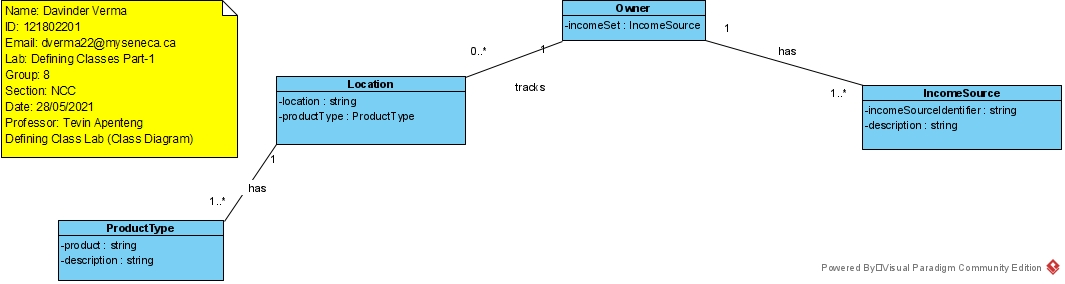 Name: Davinder Verma
ID: 121802201
Email: dverma22@myseneca.ca
Lab: Defining Classes Part-1
Group: 8
Section: NCC
Date: 28/05/2021
Professor: Tevin Apenteng
Defining Class Lab (Class Diagram)
Owner
-incomeSet : IncomeSource
0..*
1
tracks
1
has
1..*
Location
-location : string
-productType : ProductType
IncomeSource
-incomeSourceIdentifier : string
-description : string
1
has
1..*
ProductType
-product : string
-description : string
Powered By□Visual Paradigm Community Edition